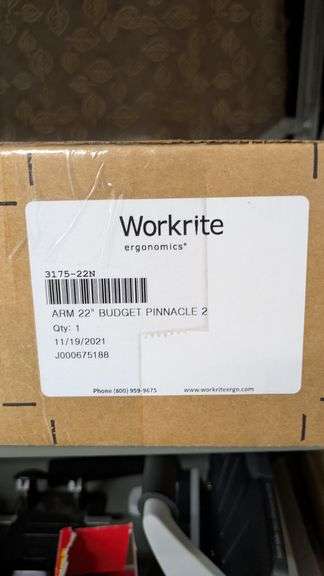 Workrite
ergonomics®
3175-22N
ARM 22" BUDGET PINNACLE 2
Qty: 1
11/19/2021
J000675188
Phone (800) 959-9675 www.workriteergo.com